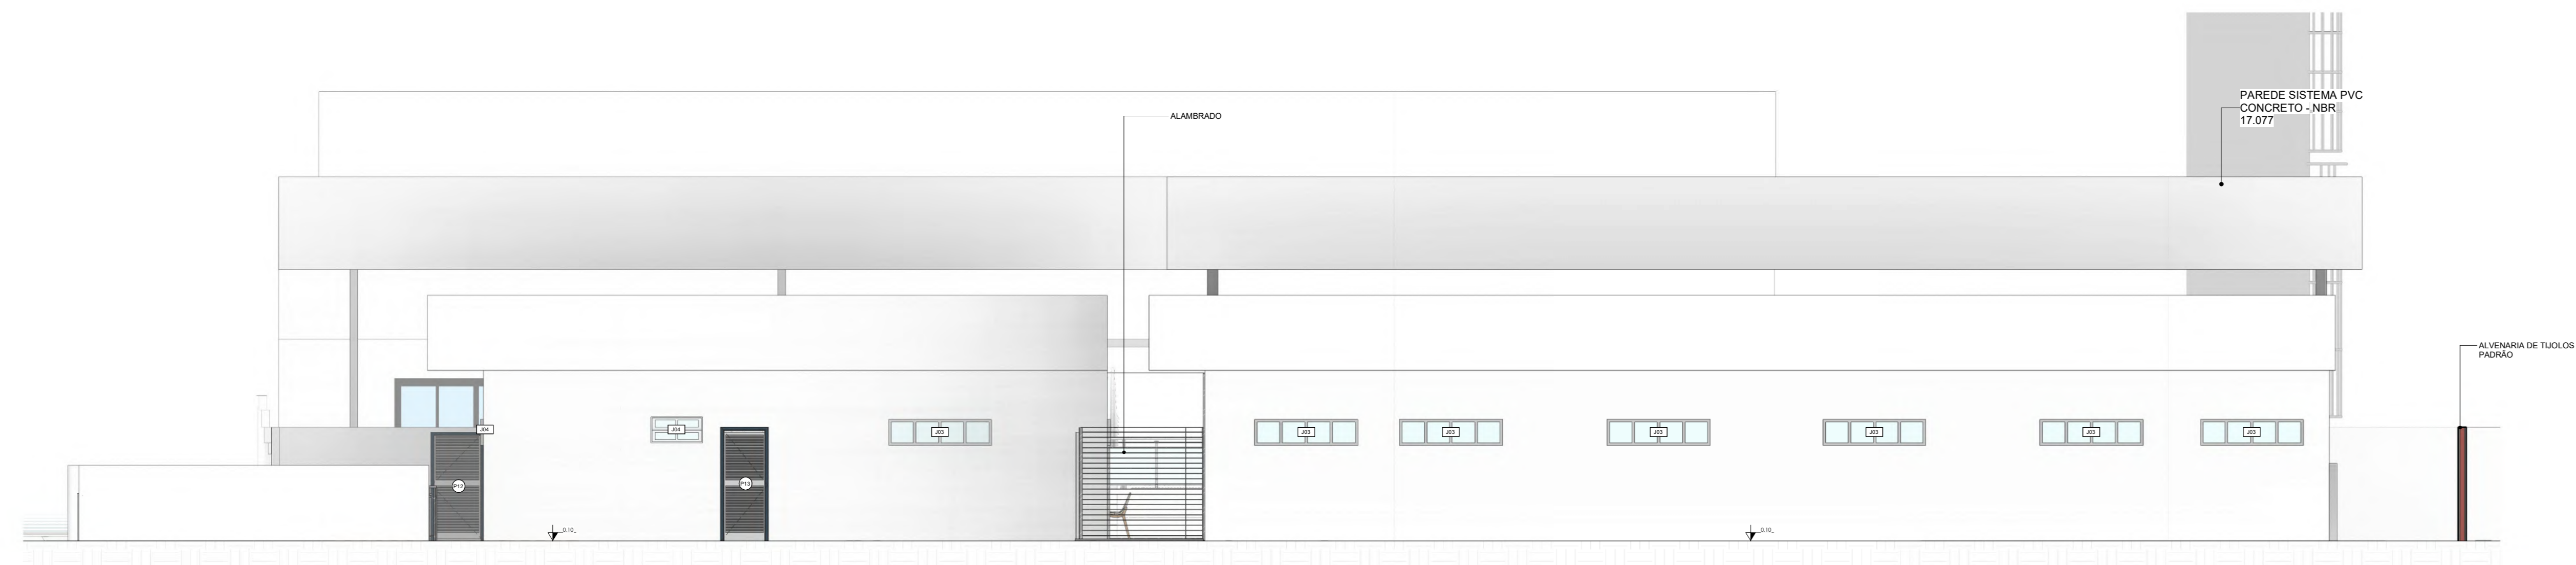 PAREDE SISTEMA PVC
CONCRETO - NBR
17.077
ALAMBRADO
ALVENARIA DE TIJOLOS
PADRÃO
J04
J04
J03
J03
J03
J03
J03
J03
J03
P12
P13
0,10
0,10